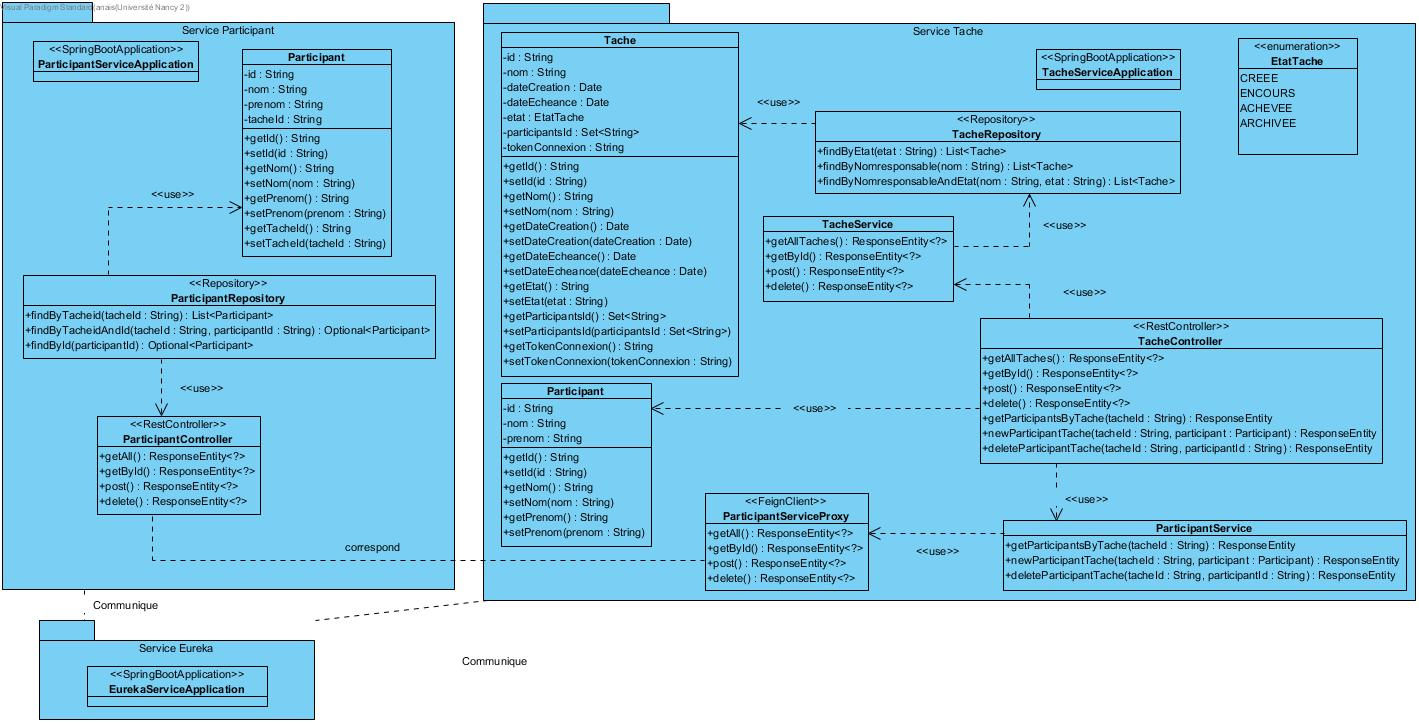 Visual Paradigm Standard(anais(Université Nancy 2))
Service Participant
<<SpringBootApplication>>
ParticipantServiceApplication
Participant
-id : String
-nom : String
-prenom : String
-tacheId : String
+getId() : String
+setId(id : String)
+getNom() : String
+setNom(nom : String)
+getPrenom() : String
+setPrenom(prenom : String)
+getTacheId() : String
+setTacheId(tacheId : String)
<<use>>
<<Repository>>
ParticipantRepository
+findByTacheid(tacheId : String) : List<Participant>
+findByTacheidAndId(tacheId : String, participantId : String) : Optional<Participant>
+findById(participantId) : Optional<Participant>
<<use>>
<<RestController>>
ParticipantController
+getAll() : ResponseEntity<?>
+getById() : ResponseEntity<?>
+post() : ResponseEntity<?>
+delete() : ResponseEntity<?>
correspond
Service Tache
Tache
-id : String
-nom : String
-dateCreation : Date
-dateEcheance : Date
-etat : EtatTache
-participantsId : Set<String>
-tokenConnexion : String
+getId() : String
+setId(id : String)
+getNom() : String
+setNom(nom : String)
+getDateCreation() : Date
+setDateCreation(dateCreation : Date)
+getDateEcheance() : Date
+setDateEcheance(dateEcheance : Date)
+getEtat() : String
+setEtat(etat : String)
+getParticipantsId() : Set<String>
+setParticipantsId(participantsId : Set<String>)
+getTokenConnexion() : String
+setTokenConnexion(tokenConnexion : String)
<<SpringBootApplication>>
TacheServiceApplication
<<enumeration>>
EtatTache
CREEE
ENCOURS
ACHEVEE
ARCHIVEE
<<use>>
<<Repository>>
TacheRepository
+findByEtat(etat : String) : List<Tache>
+findByNomresponsable(nom : String) : List<Tache>
+findByNomresponsableAndEtat(nom : String, etat : String) : List<Tache>
TacheService
+getAllTaches() : ResponseEntity<?>
+getById() : ResponseEntity<?>
+post() : ResponseEntity<?>
+delete() : ResponseEntity<?>
<<use>>
<<use>>
<<RestController>>
TacheController
+getAllTaches() : ResponseEntity<?>
+getById() : ResponseEntity<?>
+post() : ResponseEntity<?>
+delete() : ResponseEntity<?>
+getParticipantsByTache(tacheId : String) : ResponseEntity
+newParticipantTache(tacheId : String, participant : Participant) : ResponseEntity
+deleteParticipantTache(tacheId : String, participantId : String) : ResponseEntity
Participant
-id : String
-nom : String
-prenom : String
+getId() : String
+setId(id : String)
+getNom() : String
+setNom(nom : String)
+getPrenom() : String
+setPrenom(prenom : String)
<<use>>
<<use>>
<<FeignClient>>
ParticipantServiceProxy
+getAll() : ResponseEntity<?>
+getById() : ResponseEntity<?>
+post() : ResponseEntity<?>
+delete() : ResponseEntity<?>
<<use>>
ParticipantService
+getParticipantsByTache(tacheId : String) : ResponseEntity
+newParticipantTache(tacheId : String, participant : Participant) : ResponseEntity
+deleteParticipantTache(tacheId : String, participantId : String) : ResponseEntity
Communique
Service Eureka
<<SpringBootApplication>>
EurekaServiceApplication
Communique